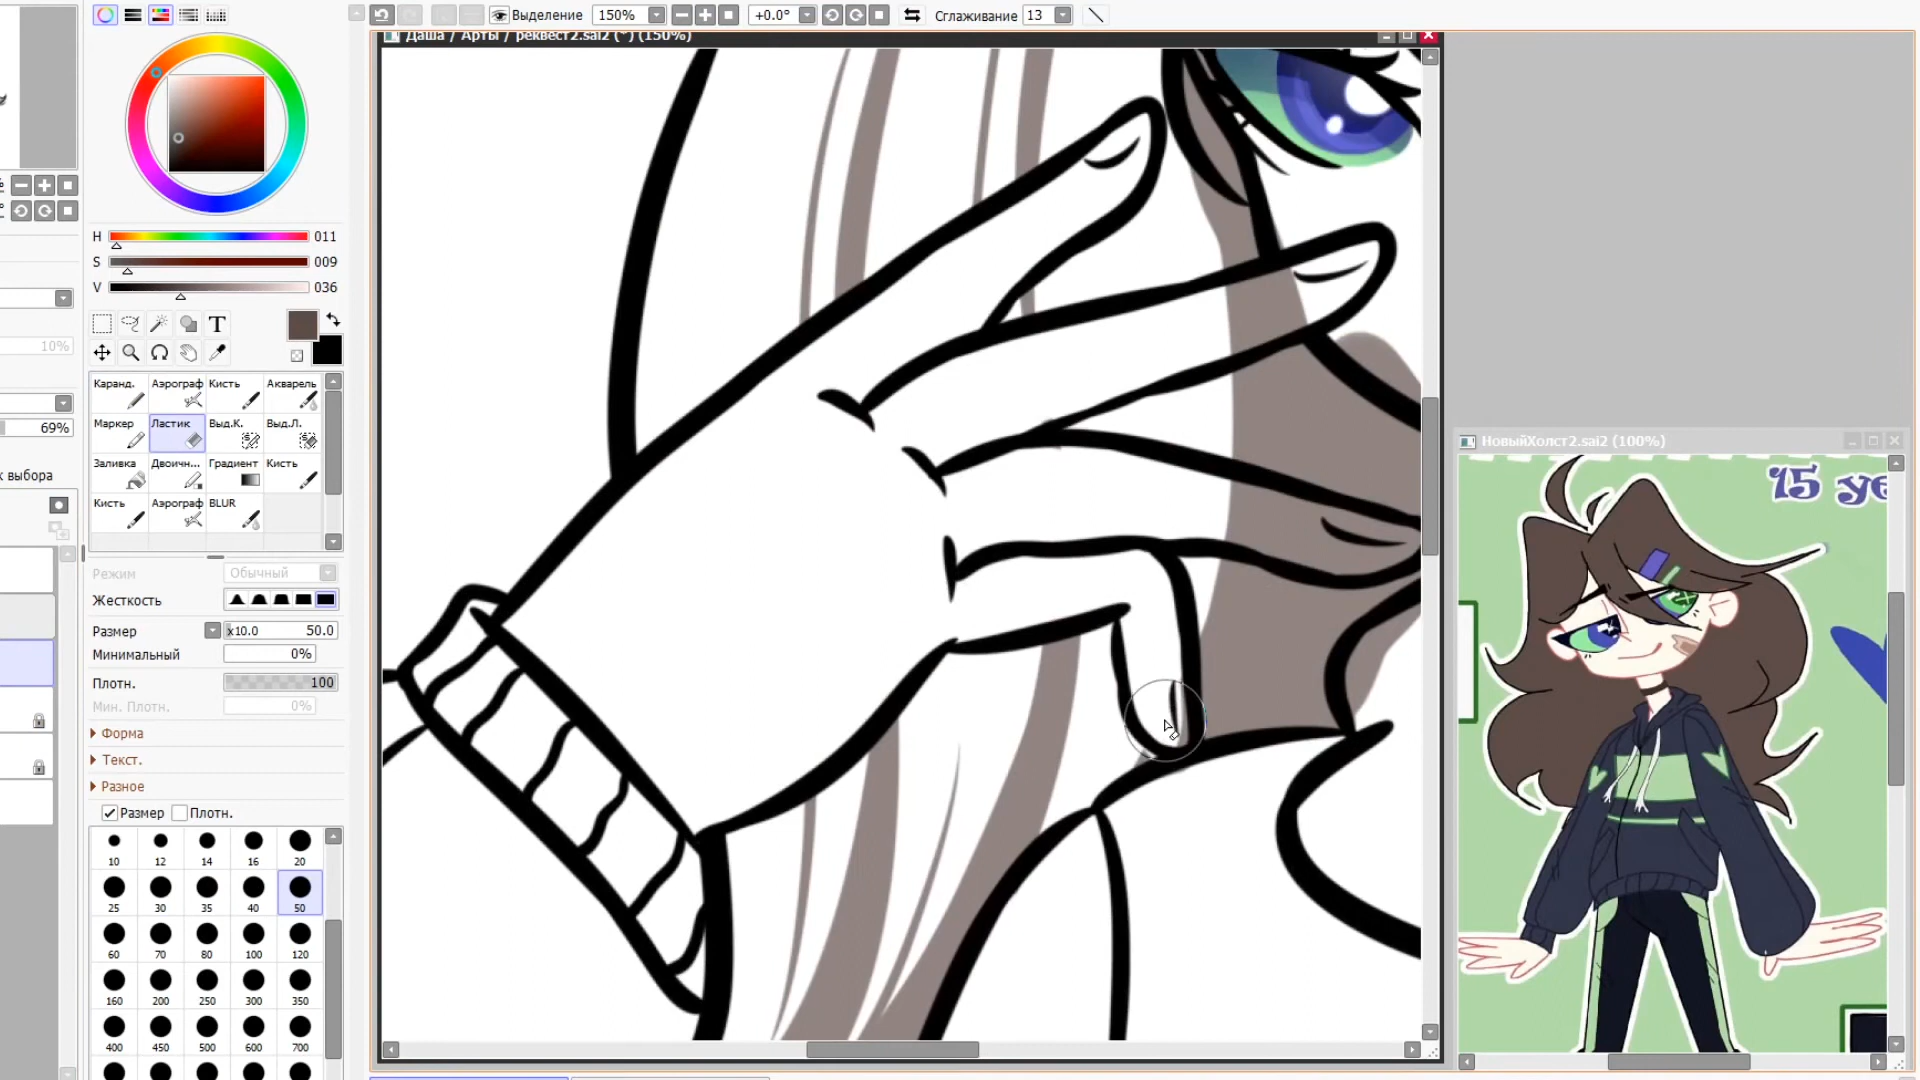 Выделение 150% +0.0° Сглаживание 13
Даша / Арты / реквест2.sai2 (*) (150%)
H 011
S 009
V 036
T
10%
Каранд. Аэрограф Кисть Акварель
69%
Маркер Ластик Выд.К. Выд.Л.
НовыйХолст2.sai2 (100%)
к выбора
Заливка Двоичн... Градиент Кисть
15 ye
Кисть Аэрограф BLUR
Режим Обычный
Жесткость
Размер x10.0 50.0
Минимальный 0%
Плотн. 100
Мин. Плотн. 0%
Форма
Текст.
Разное
Размер Плотн.
10 12 14 16 20
25 30 35 40 50
60 70 80 100 120
160 200 250 300 350
400 450 500 600 700